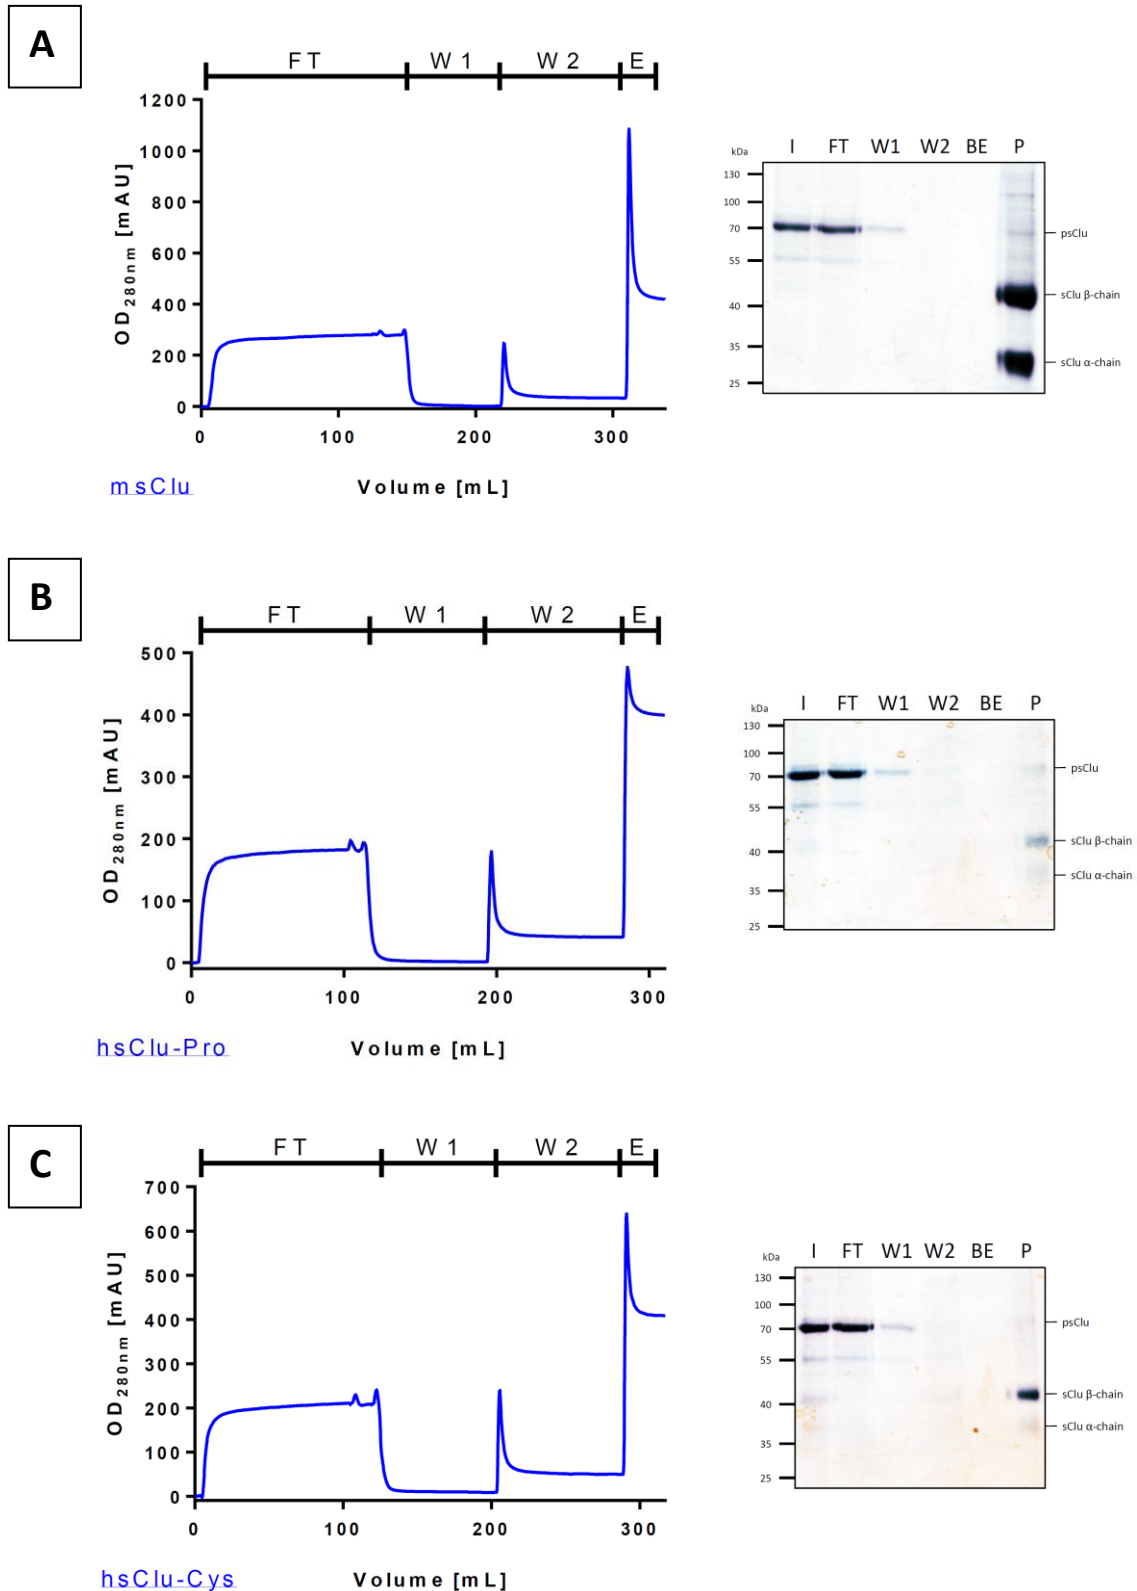 A
FT W1 W2 E
1200
1000
800
600
400
200
0
OD280nm [mAU]
0 100 200 300
msClu
Volume [mL]
kDa I FT W1 W2 BE P
130
100
70
55
40
35
25
psClu
sClu β-chain
sClu α-chain
B
FT W1 W2 E
500
400
300
200
100
0
OD280nm [mAU]
0 100 200 300
hsClu-Pro
Volume [mL]
kDa I FT W1 W2 BE P
130
100
70
55
40
35
25
psClu
sClu β-chain
sClu α-chain
C
FT W1 W2 E
700
600
500
400
300
200
100
0
OD280nm [mAU]
0 100 200 300
hsClu-Cys
Volume [mL]
kDa I FT W1 W2 BE P
130
100
70
55
40
35
25
psClu
sClu β-chain
sClu α-chain